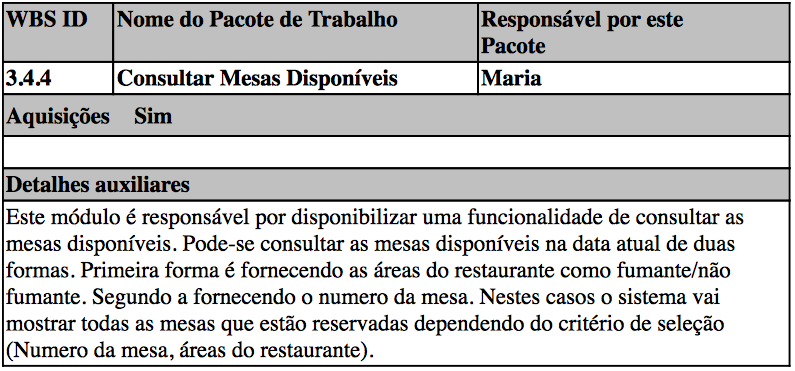 WBS ID Nome do Pacote de Trabalho Responsável por este
Pacote
3.4.4 Consultar Mesas Disponíveis Maria
Aquisições Sim
Detalhes auxiliares
Este módulo é responsável por disponibilizar uma funcionalidade de consultar as
mesas disponíveis. Pode-se consultar as mesas disponíveis na data atual de duas
formas. Primeira forma é fornecendo as áreas do restaurante como fumante/não
fumante. Segundo a fornecendo o numero da mesa. Nestes casos o sistema vai
mostrar todas as mesas que estão reservadas dependendo do critério de seleção
(Numero da mesa, áreas do restaurante).